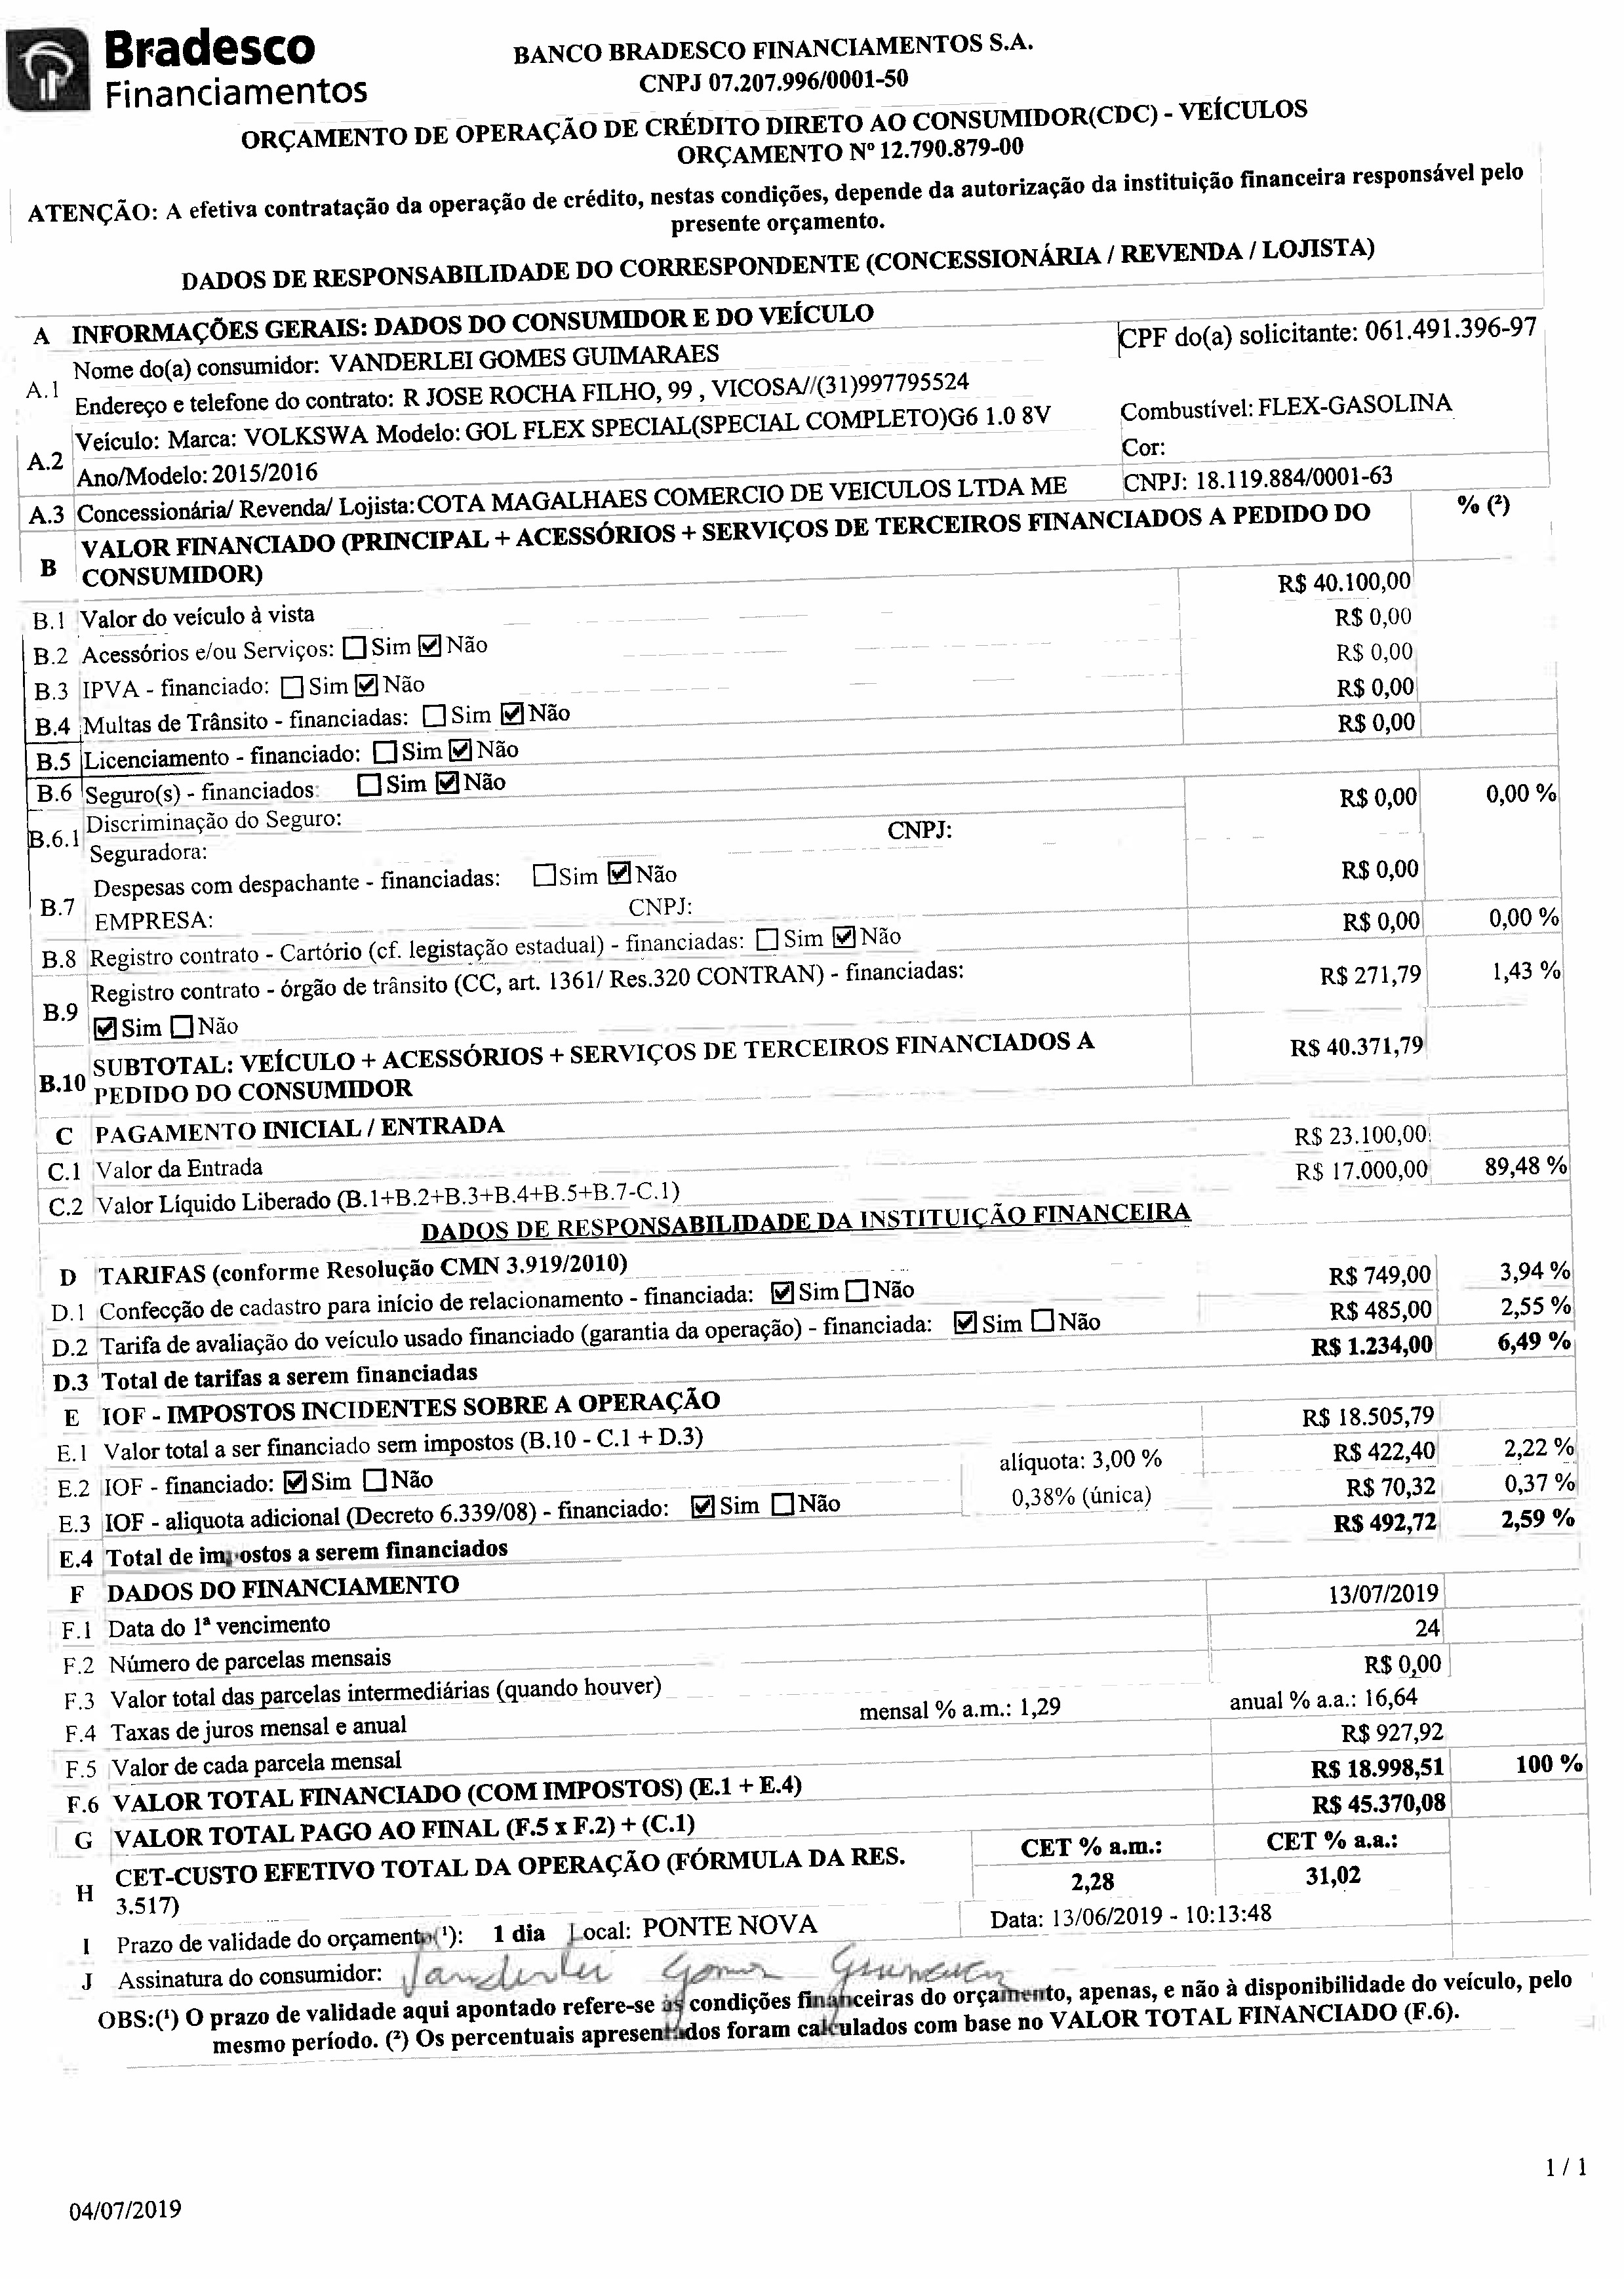 Bradesco
Financiamentos
BANCO BRADESCO FINANCIAMENTOS S.A.
CNPJ 07.207.996/0001-50
ORÇAMENTO DE OPERAÇÃO DE CRÉDITO DIRETO AO CONSUMIDOR(CDC) - VEÍCULOS
ORÇAMENTO Nº 12.790.879-00
ATENÇÃO: A efetiva contratação da operação de crédito, nestas condições, depende da autorização da instituição financeira responsável pelo
presente orçamento.
DADOS DE RESPONSABILIDADE DO CORRESPONDENTE (CONCESSIONÁRIA / REVENDA / LOJISTA)
A INFORMAÇÕES GERAIS: DADOS DO CONSUMIDOR E DO VEÍCULO
A.1 Nome do(a) consumidor: VANDERLEI GOMES GUIMARAES CPF do(a) solicitante: 061.491.396-97
Endereço e telefone do contrato: R JOSE ROCHA FILHO, 99 , VICOSA//(31)997795524
A.2 Veículo: Marca: VOLKSWA Modelo: GOL FLEX SPECIAL(SPECIAL COMPLETO)G6 1.0 8V Combustível: FLEX-GASOLINA
Ano/Modelo: 2015/2016 Cor:
A.3 Concessionária/ Revenda/ Lojista: COTA MAGALHAES COMERCIO DE VEICULOS LTDA ME CNPJ: 18.119.884/0001-63
B VALOR FINANCIADO (PRINCIPAL + ACESSÓRIOS + SERVIÇOS DE TERCEIROS FINANCIADOS A PEDIDO DO % (²)
CONSUMIDOR)
B.1 Valor do veículo à vista R$ 40.100,00
B.2 Acessórios e/ou Serviços: ☐ Sim ☑ Não R$ 0,00
B.3 IPVA - financiado: ☐ Sim ☑ Não R$ 0,00
B.4 Multas de Trânsito - financiadas: ☐ Sim ☑ Não R$ 0,00
B.5 Licenciamento - financiado: ☐ Sim ☑ Não R$ 0,00
B.6 Seguro(s) - financiados: ☐ Sim ☑ Não
B.6.1 Discriminação do Seguro: R$ 0,00 0,00 %
Seguradora: CNPJ:
B.7 Despesas com despachante - financiadas: ☐ Sim ☑ Não R$ 0,00
EMPRESA: CNPJ:
B.8 Registro contrato - Cartório (cf. legistação estadual) - financiadas: ☐ Sim ☑ Não R$ 0,00 0,00 %
B.9 Registro contrato - órgão de trânsito (CC, art. 1361/ Res.320 CONTRAN) - financiadas: R$ 271,79 1,43 %
☑ Sim ☐ Não
B.10 SUBTOTAL: VEÍCULO + ACESSÓRIOS + SERVIÇOS DE TERCEIROS FINANCIADOS A R$ 40.371,79
PEDIDO DO CONSUMIDOR
C PAGAMENTO INICIAL / ENTRADA
C.1 Valor da Entrada R$ 23.100,00
C.2 Valor Líquido Liberado (B.1+B.2+B.3+B.4+B.5+B.7-C.1) R$ 17.000,00 89,48 %
DADOS DE RESPONSABILIDADE DA INSTITUIÇÃO FINANCEIRA
D TARIFAS (conforme Resolução CMN 3.919/2010)
D.1 Confecção de cadastro para início de relacionamento - financiada: ☑ Sim ☐ Não R$ 749,00 3,94 %
D.2 Tarifa de avaliação do veículo usado financiado (garantia da operação) - financiada: ☑ Sim ☐ Não R$ 485,00 2,55 %
D.3 Total de tarifas a serem financiadas R$ 1.234,00 6,49 %
E IOF - IMPOSTOS INCIDENTES SOBRE A OPERAÇÃO
E.1 Valor total a ser financiado sem impostos (B.10 - C.1 + D.3) R$ 18.505,79
E.2 IOF - financiado: ☑ Sim ☐ Não alíquota: 3,00 % R$ 422,40 2,22 %
E.3 IOF - aliquota adicional (Decreto 6.339/08) - financiado: ☑ Sim ☐ Não 0,38% (única) R$ 70,32 0,37 %
E.4 Total de impostos a serem financiados R$ 492,72 2,59 %
F DADOS DO FINANCIAMENTO
F.1 Data do 1ª vencimento 13/07/2019
F.2 Número de parcelas mensais 24
F.3 Valor total das parcelas intermediárias (quando houver) R$ 0,00
F.4 Taxas de juros mensal e anual mensal % a.m.: 1,29 anual % a.a.: 16,64
F.5 Valor de cada parcela mensal R$ 927,92
F.6 VALOR TOTAL FINANCIADO (COM IMPOSTOS) (E.1 + E.4) R$ 18.998,51 100 %
G VALOR TOTAL PAGO AO FINAL (F.5 x F.2) + (C.1) R$ 45.370,08
H CET-CUSTO EFETIVO TOTAL DA OPERAÇÃO (FÓRMULA DA RES. CET % a.m.: CET % a.a.:
3.517) 2,28 31,02
I Prazo de validade do orçamento(¹): 1 dia Local: PONTE NOVA Data: 13/06/2019 - 10:13:48
J Assinatura do consumidor: Vanderlei Gomes Guimarães
OBS:(¹) O prazo de validade aqui apontado refere-se às condições financeiras do orçamento, apenas, e não à disponibilidade do veículo, pelo
mesmo período. (²) Os percentuais apresentados foram calculados com base no VALOR TOTAL FINANCIADO (F.6).
1 / 1
04/07/2019